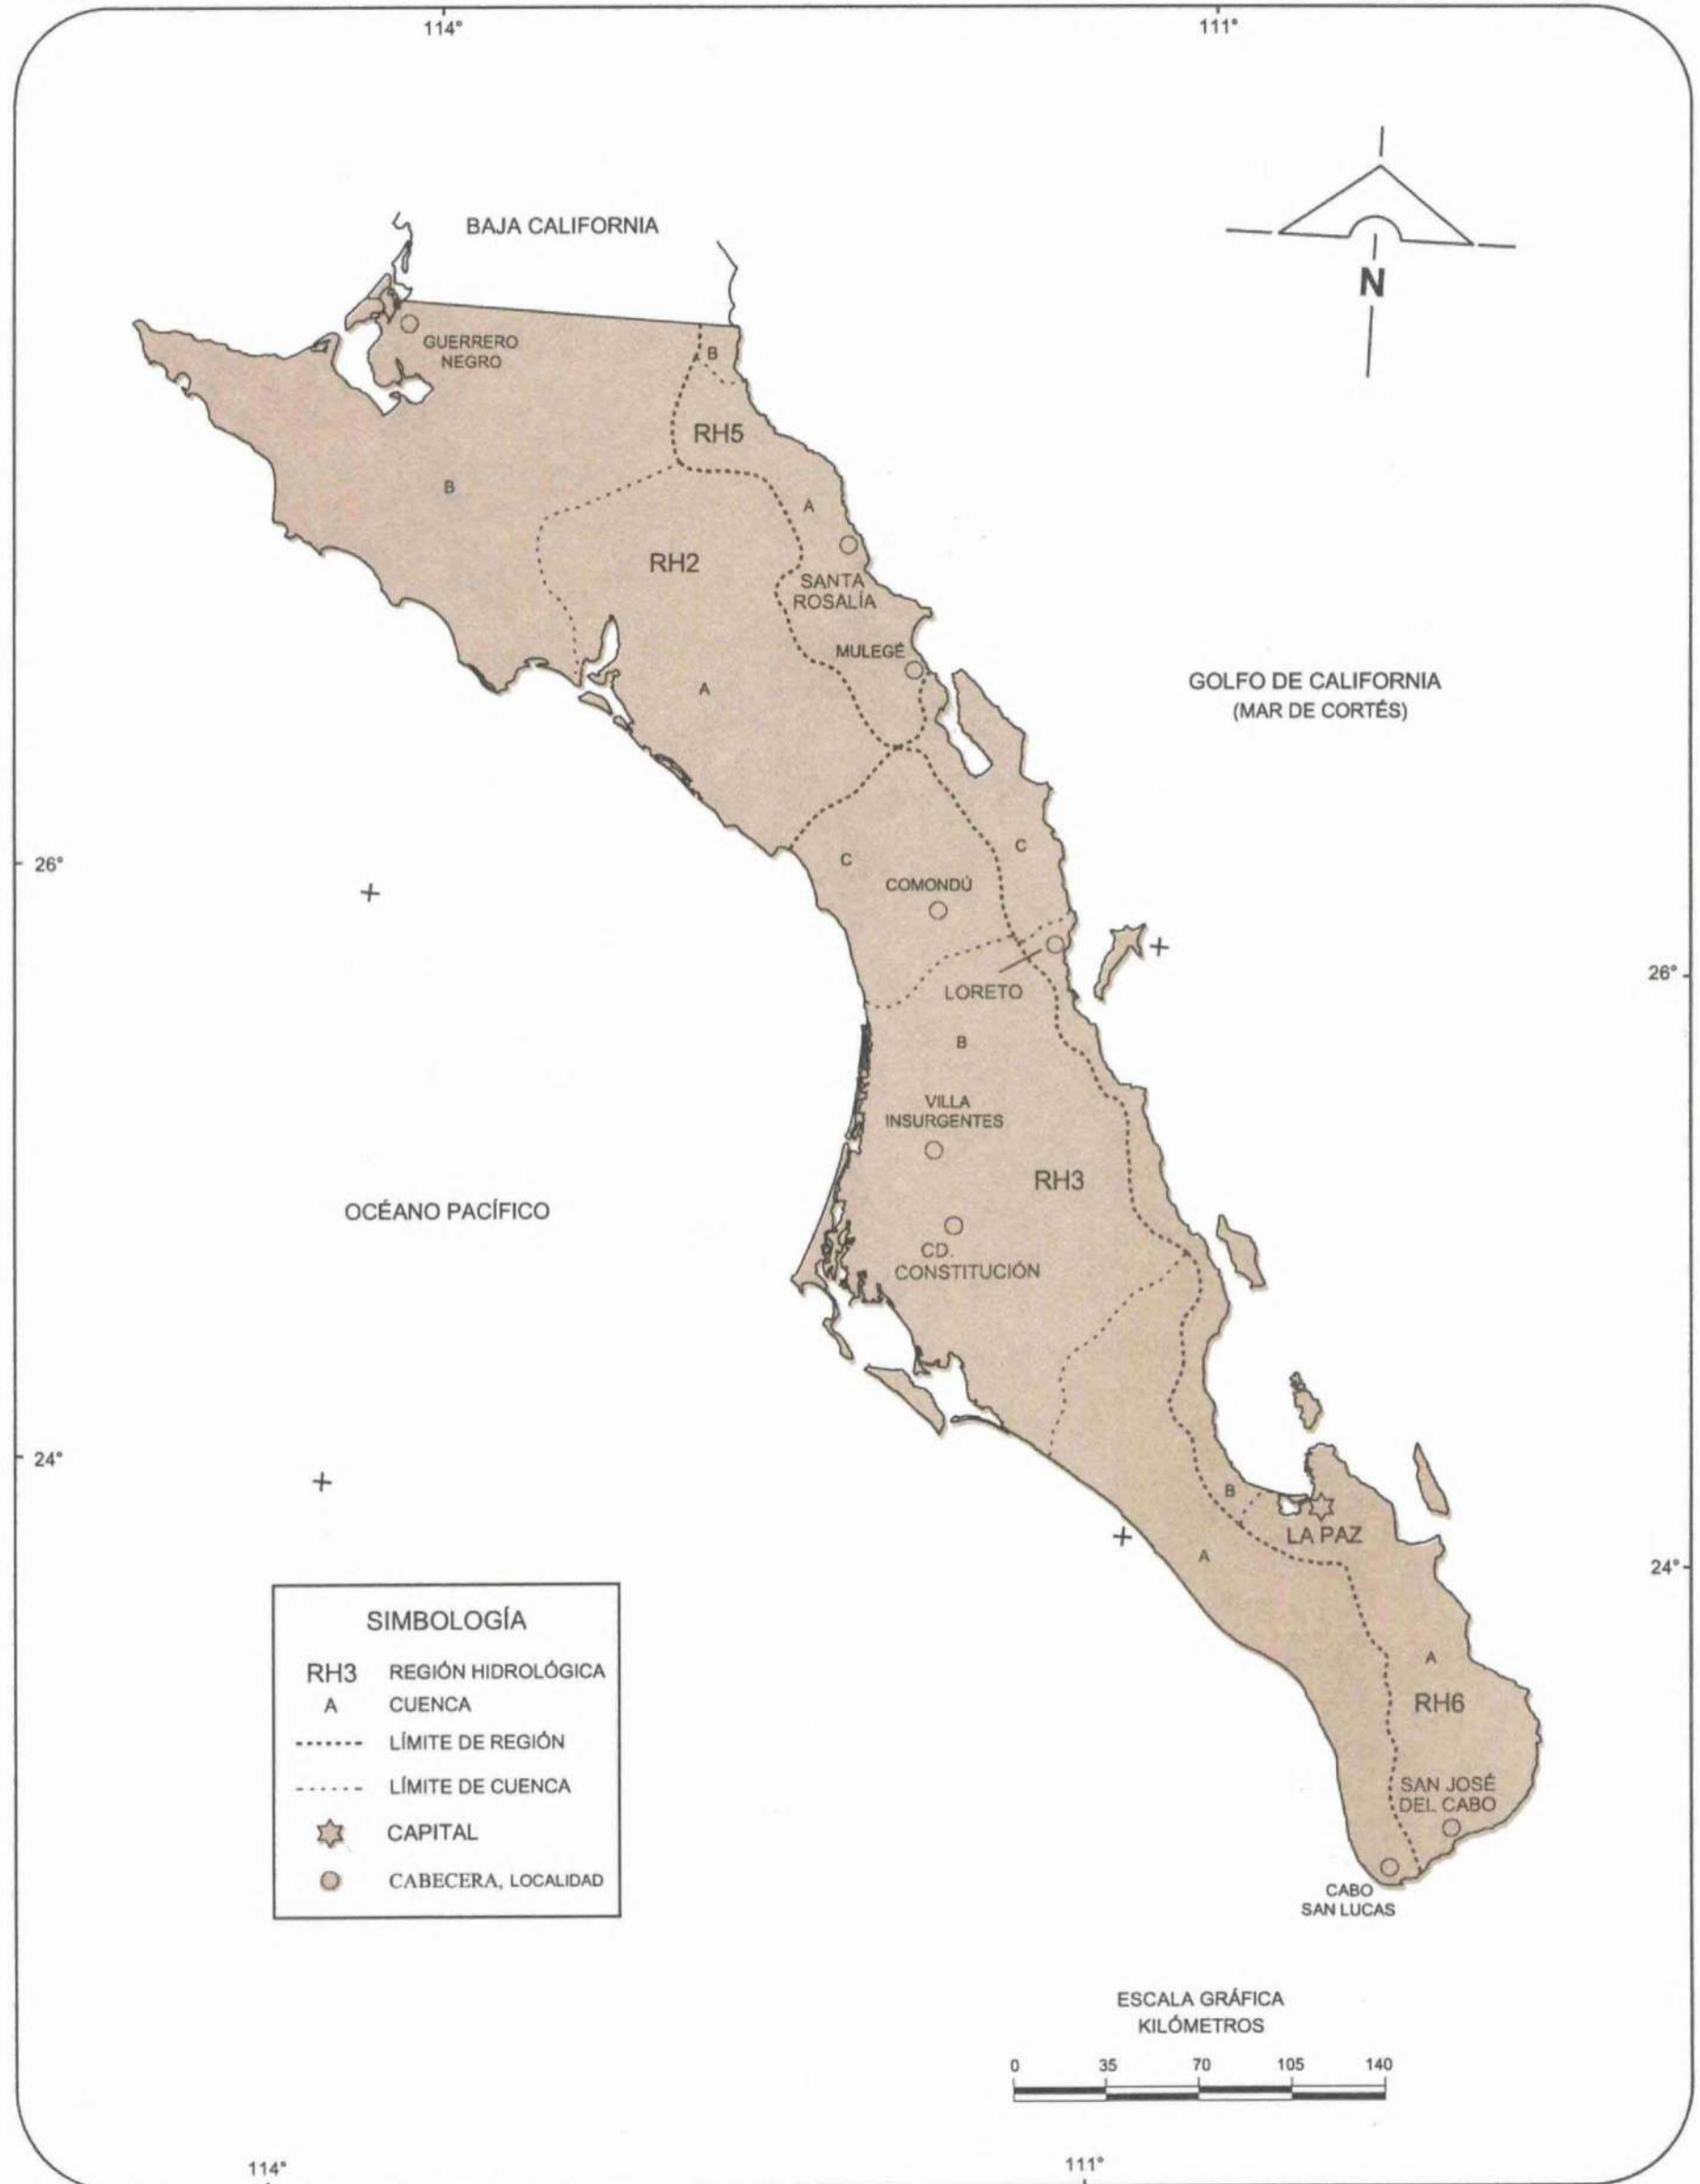 114°
111°
BAJA CALIFORNIA
N
GUERRERO
NEGRO
B
RH5
B
A
RH2
SANTA
ROSALÍA
MULEGÉ
GOLFO DE CALIFORNIA
(MAR DE CORTÉS)
A
C
C
26°
COMONDÚ
26°
LORETO
B
VILLA
INSURGENTES
RH3
OCÉANO PACÍFICO
CD.
CONSTITUCIÓN
24°
B
LA PAZ
A
24°
A
RH6
SAN JOSÉ
DEL CABO
CABO
SAN LUCAS
SIMBOLOGÍA
RH3 REGIÓN HIDROLÓGICA
A CUENCA
LÍMITE DE REGIÓN
LÍMITE DE CUENCA
CAPITAL
CABECERA, LOCALIDAD
ESCALA GRÁFICA
KILÓMETROS
0 35 70 105 140
114°
111°